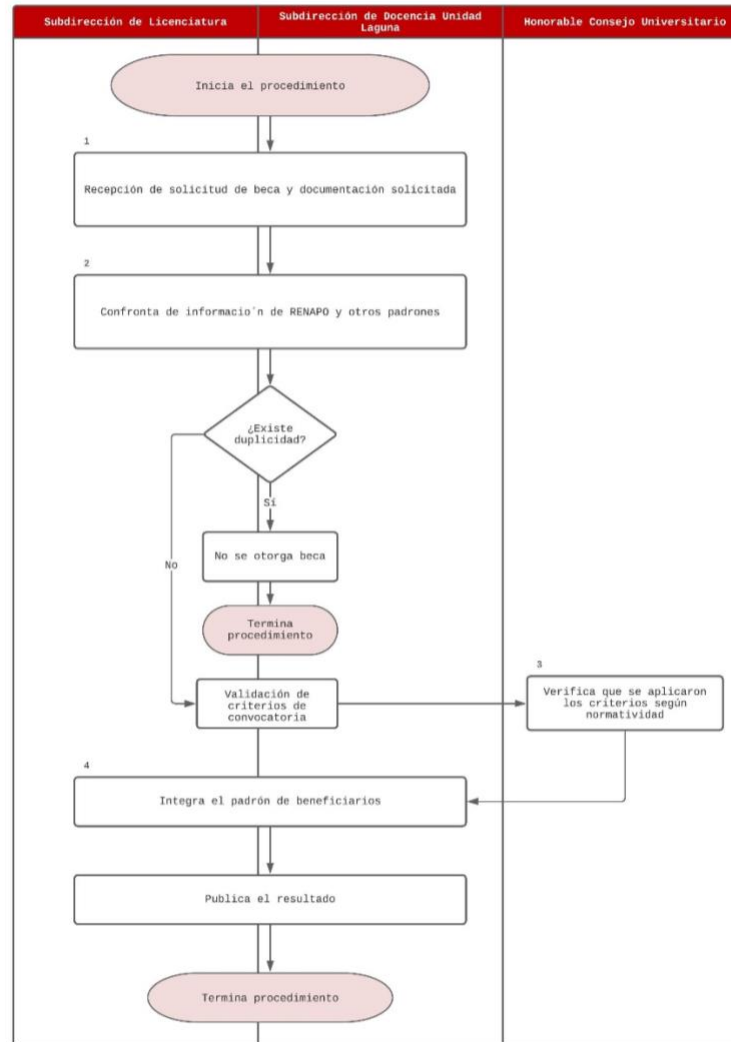 Subdirección de Licenciatura
Subdirección de Docencia Unidad
Laguna
Honorable Consejo Universitario
Inicia el procedimiento
1
Recepción de solicitud de beca y documentación solicitada
2
Confronta de informacio´n de RENAPO y otros padrones
¿Existe
duplicidad?
Sí
No
No se otorga beca
Termina
procedimiento
Validación de
criterios de
convocatoria
3
Verifica que se aplicaron
los criterios según
normatividad
4
Integra el padrón de beneficiarios
Publica el resultado
Termina procedimiento